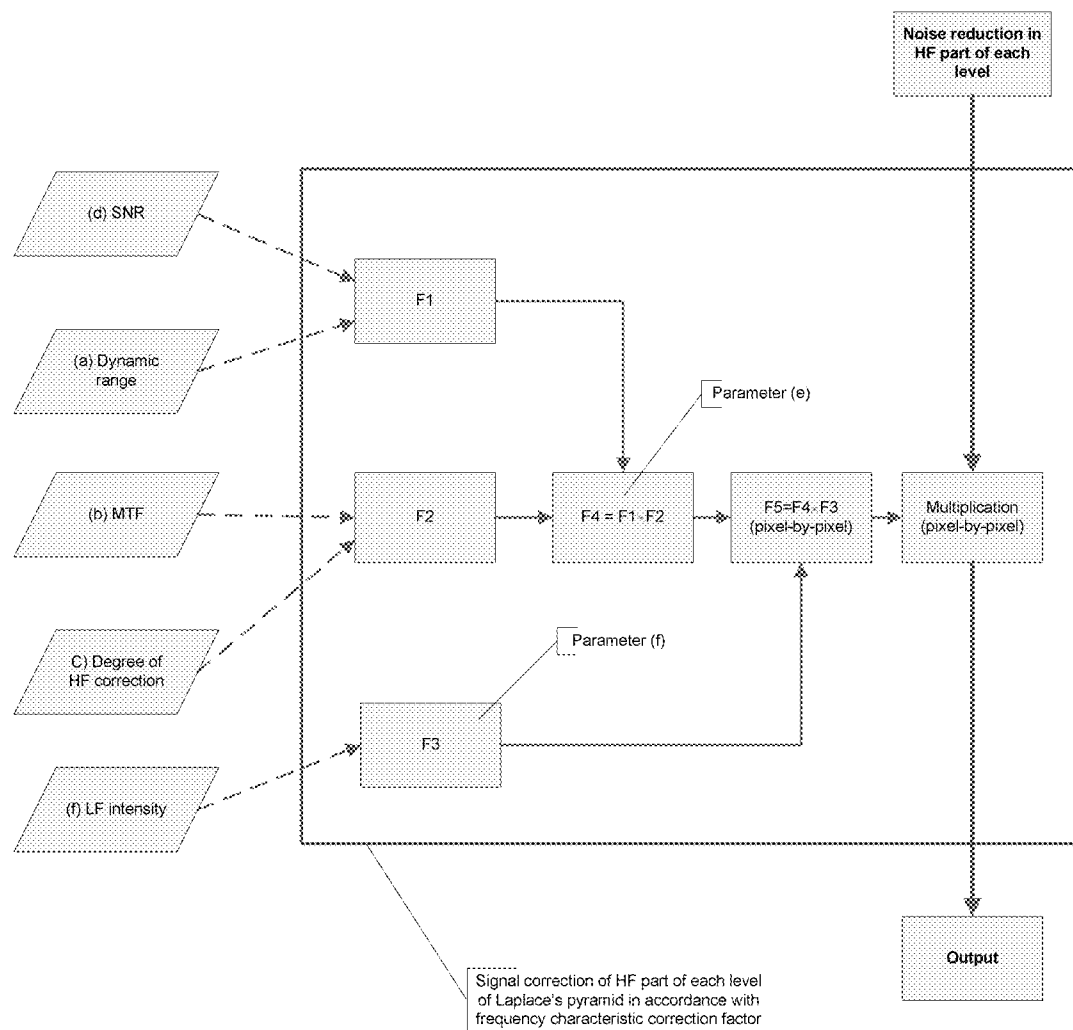 Noise reduction in
HF part of each
level
(d) SNR
F1
(a) Dynamic
range
Parameter (e)
(b) MTF
F2
F4 = F1 × F2
F5=F4× F3
(pixel-by-pixel)
Multiplication
(pixel-by-pixel)
C) Degree of
HF correction
Parameter (f)
F3
(f) LF intensity
Output
Signal correction of HF part of each level
of Laplace's pyramid in accordance with
frequency characteristic correction factor